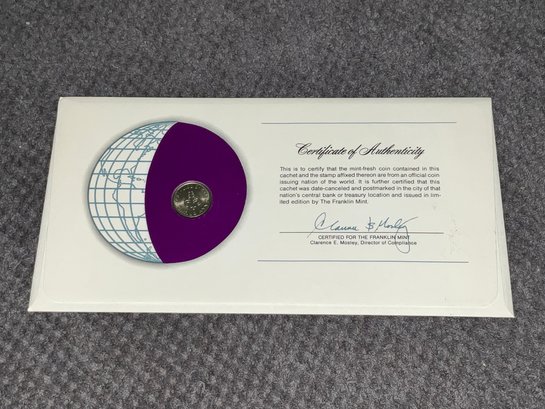 Certificate of Authenticity
This is to certify that the mint-fresh coin contained in this
cachet and the stamp affixed thereon are from an official coin
issuing nation of the world. It is further certified that this
cachet was date-canceled and postmarked in the city of that
nation's central bank or treasury location and issued in lim-
ited edition by The Franklin Mint.
CERTIFIED FOR THE FRANKLIN MINT
Clarence E. Mosley, Director of Compliance